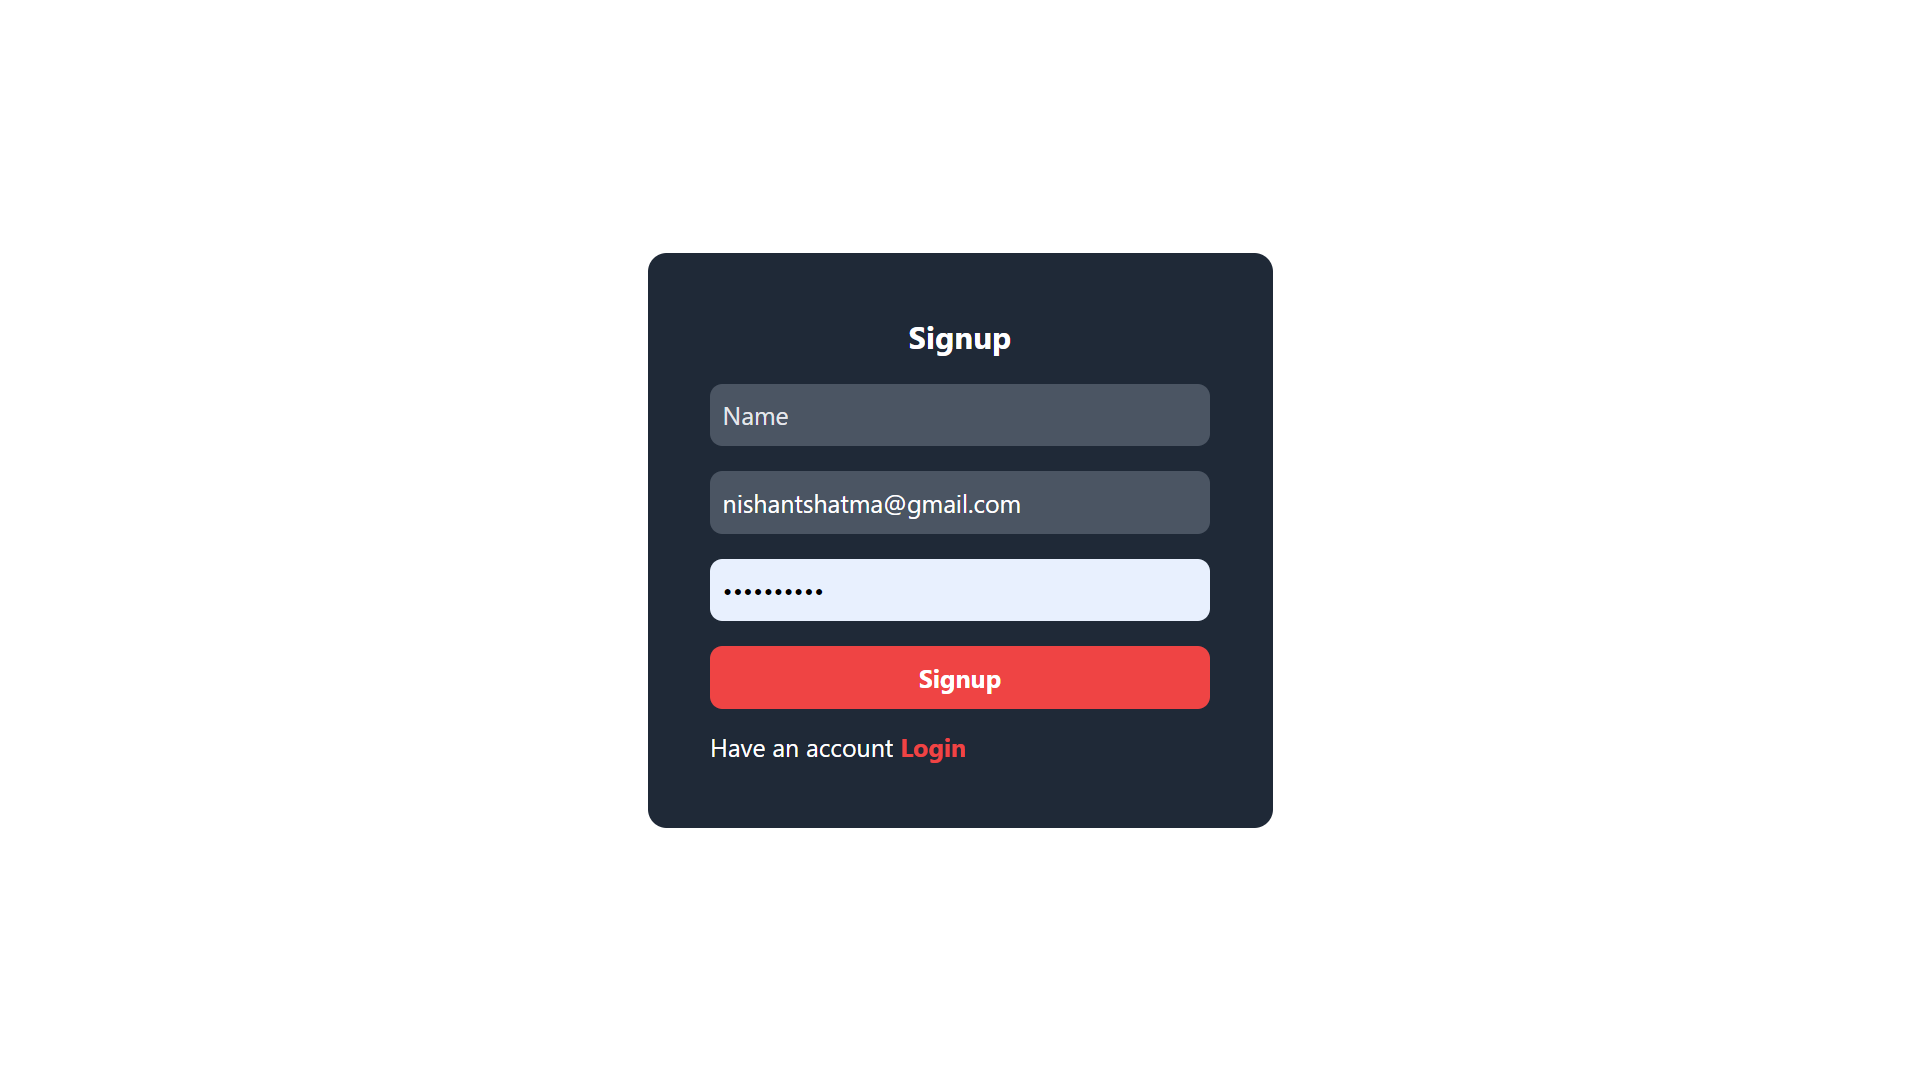 Signup
Name
nishantshatma@gmail.com
••••••••••
Signup
Have an account Login